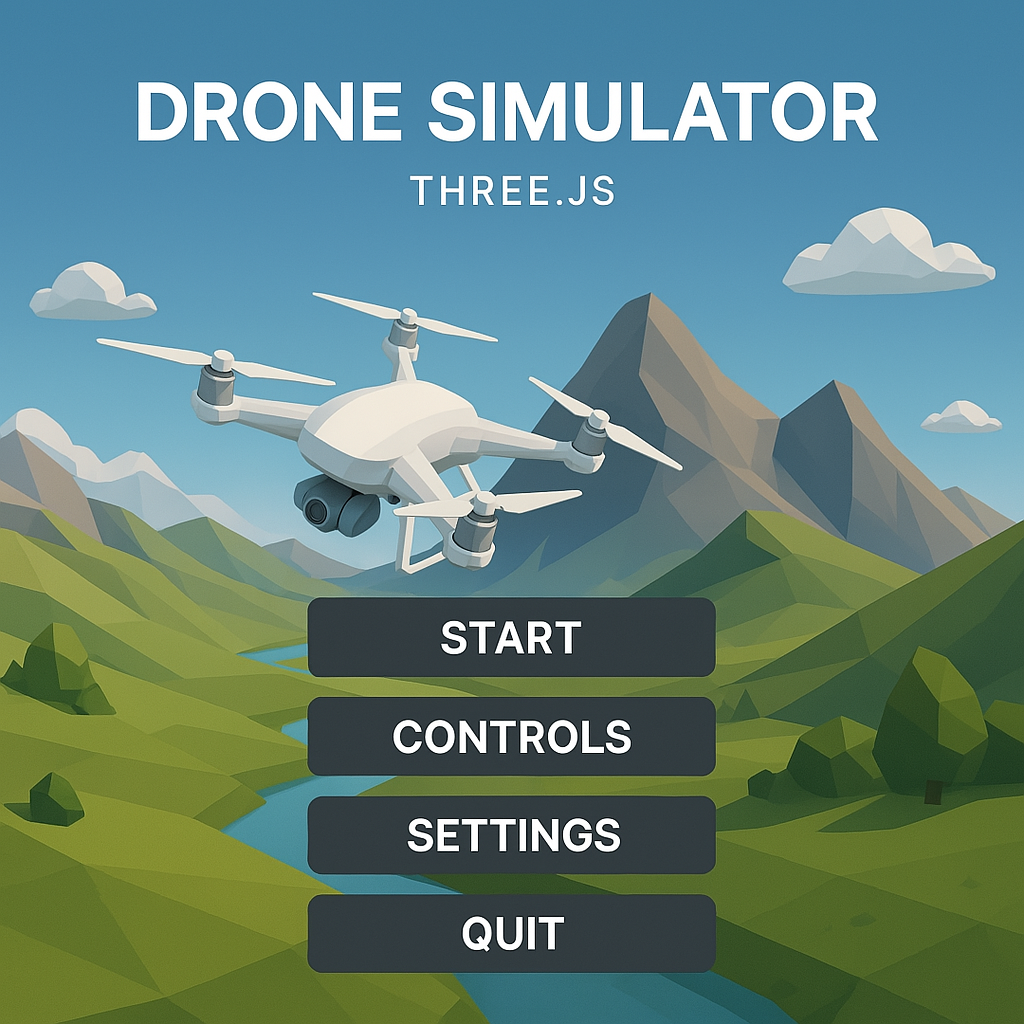 DRONE SIMULATOR
THREE.JS
START
CONTROLS
SETTINGS
QUIT